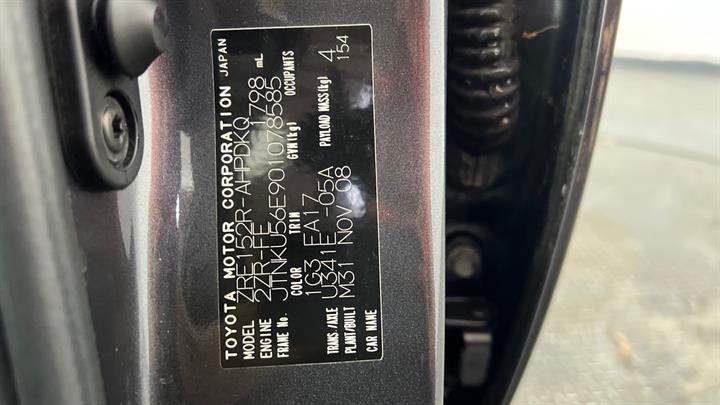 TOYOTA MOTOR CORPORATION JAPAN
MODEL ZRE152R-AHPDKQ
ENGINE 2ZR-FE 1798 mL
FRAME No. JTNKU56E901078585
COLOR TRIM GVM(kg) OCCUPANTS
1G3 EA17 4
TRANS/AXLE U341E -05A PAYLOAD MASS(kg) 154
PLANT/BUILT M31 NOV 08
CAR NAME